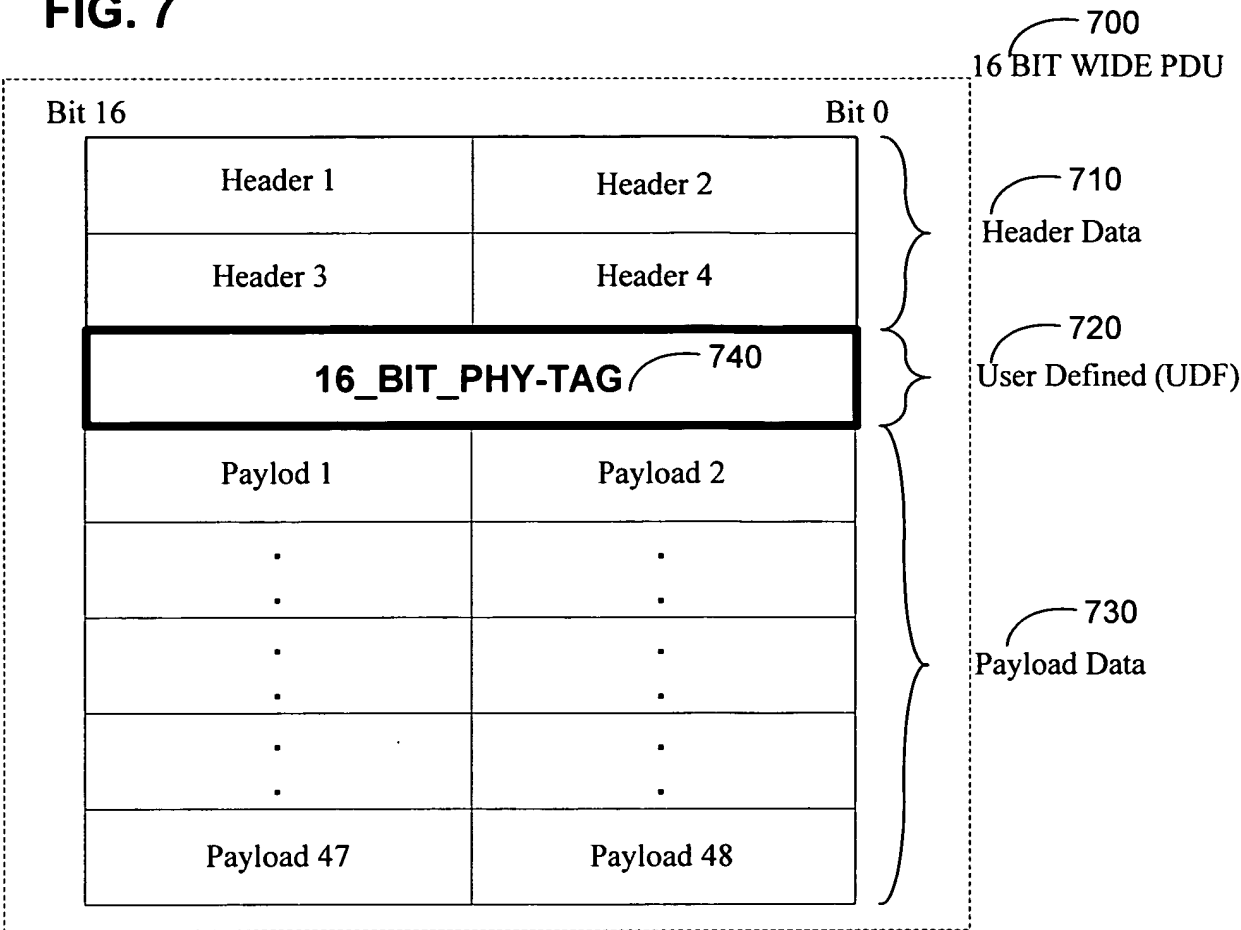 FIG. 7
700
16 BIT WIDE PDU
Bit 16 Bit 0
Header 1 Header 2
710
Header Data
Header 3 Header 4
720
16_BIT_PHY-TAG 740
User Defined (UDF)
Paylod 1 Payload 2
730
Payload Data
Payload 47 Payload 48